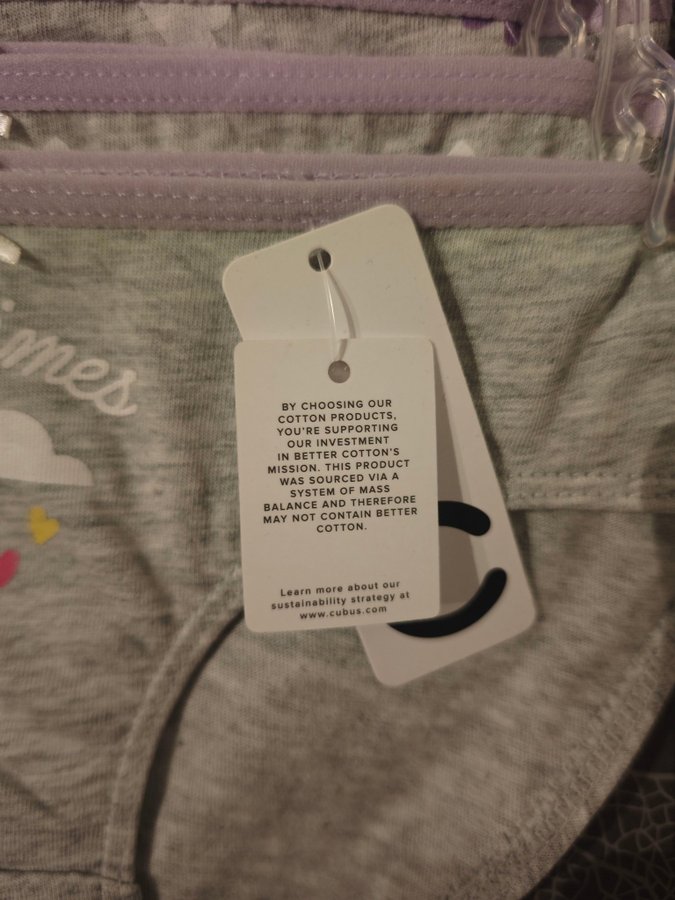 imes
BY CHOOSING OUR
COTTON PRODUCTS,
YOU'RE SUPPORTING
OUR INVESTMENT
IN BETTER COTTON'S
MISSION. THIS PRODUCT
WAS SOURCED VIA A
SYSTEM OF MASS
BALANCE AND THEREFORE
MAY NOT CONTAIN BETTER
COTTON.
Learn more about our
sustainability strategy at
www.cubus.com